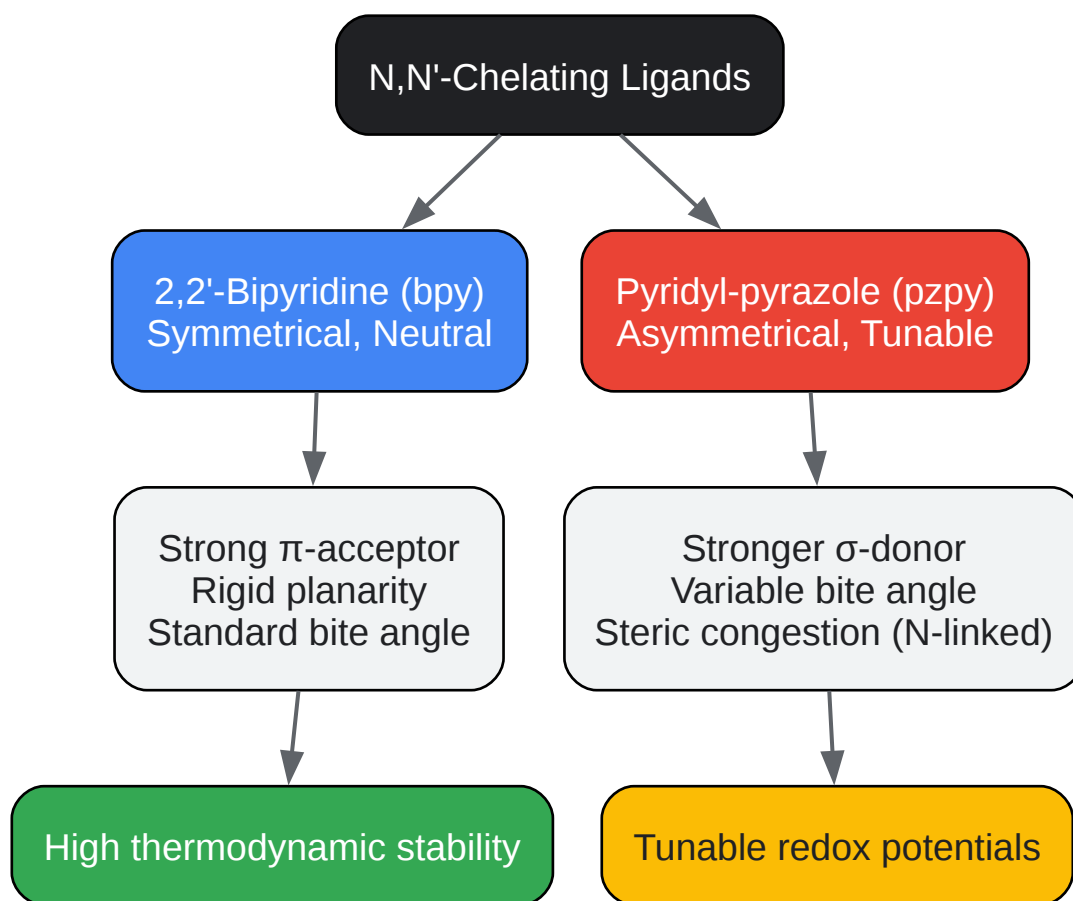 N,N'-Chelating Ligands
2,2'-Bipyridine (bpy)
Symmetrical, Neutral
Pyridyl-pyrazole (pzpy)
Asymmetrical, Tunable
Strong π-acceptor
Rigid planarity
Standard bite angle
Stronger σ-donor
Variable bite angle
Steric congestion (N-linked)
High thermodynamic stability
Tunable redox potentials